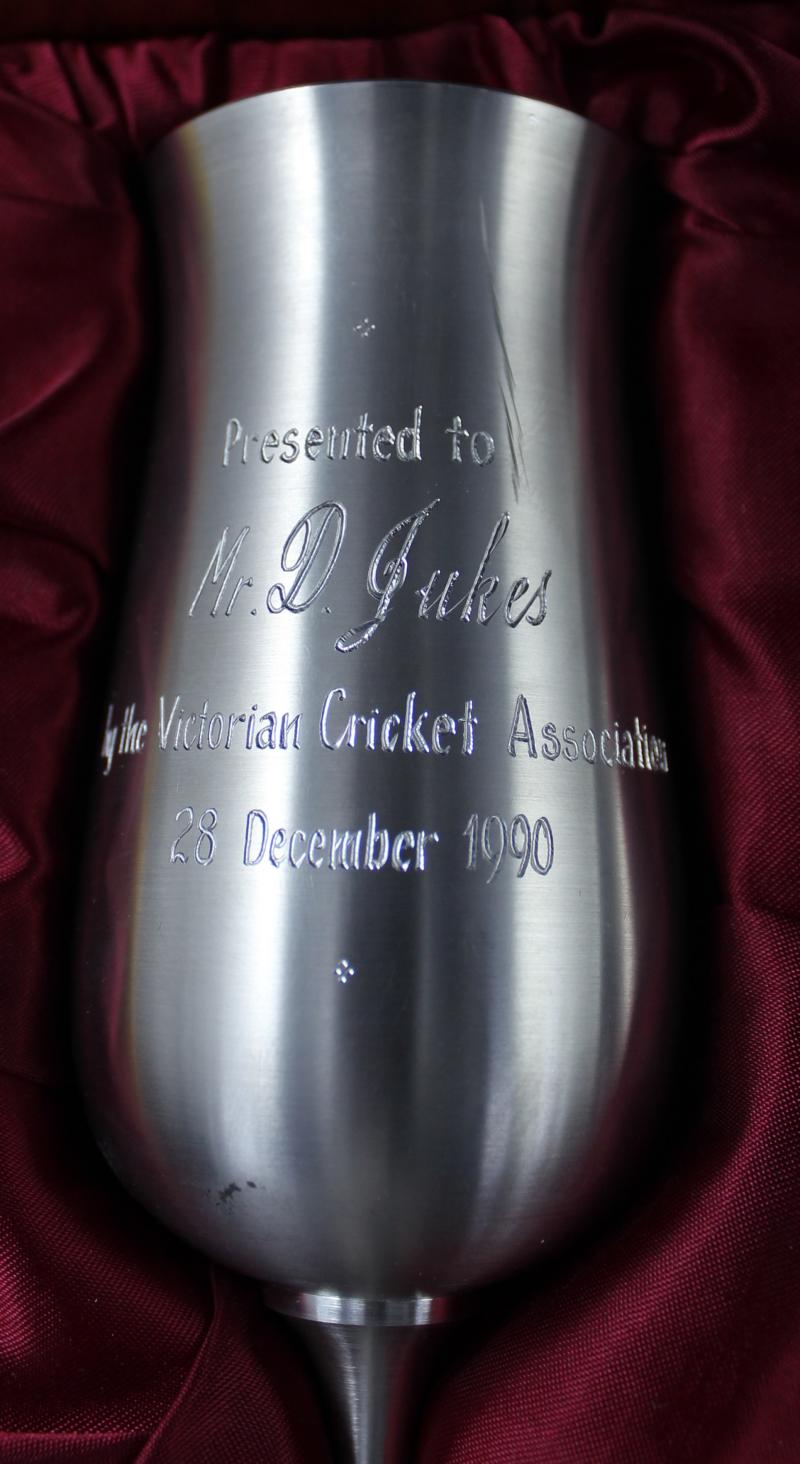 Presented to
Mr. D. Jukes
by the Victorian Cricket Association
28 December 1990